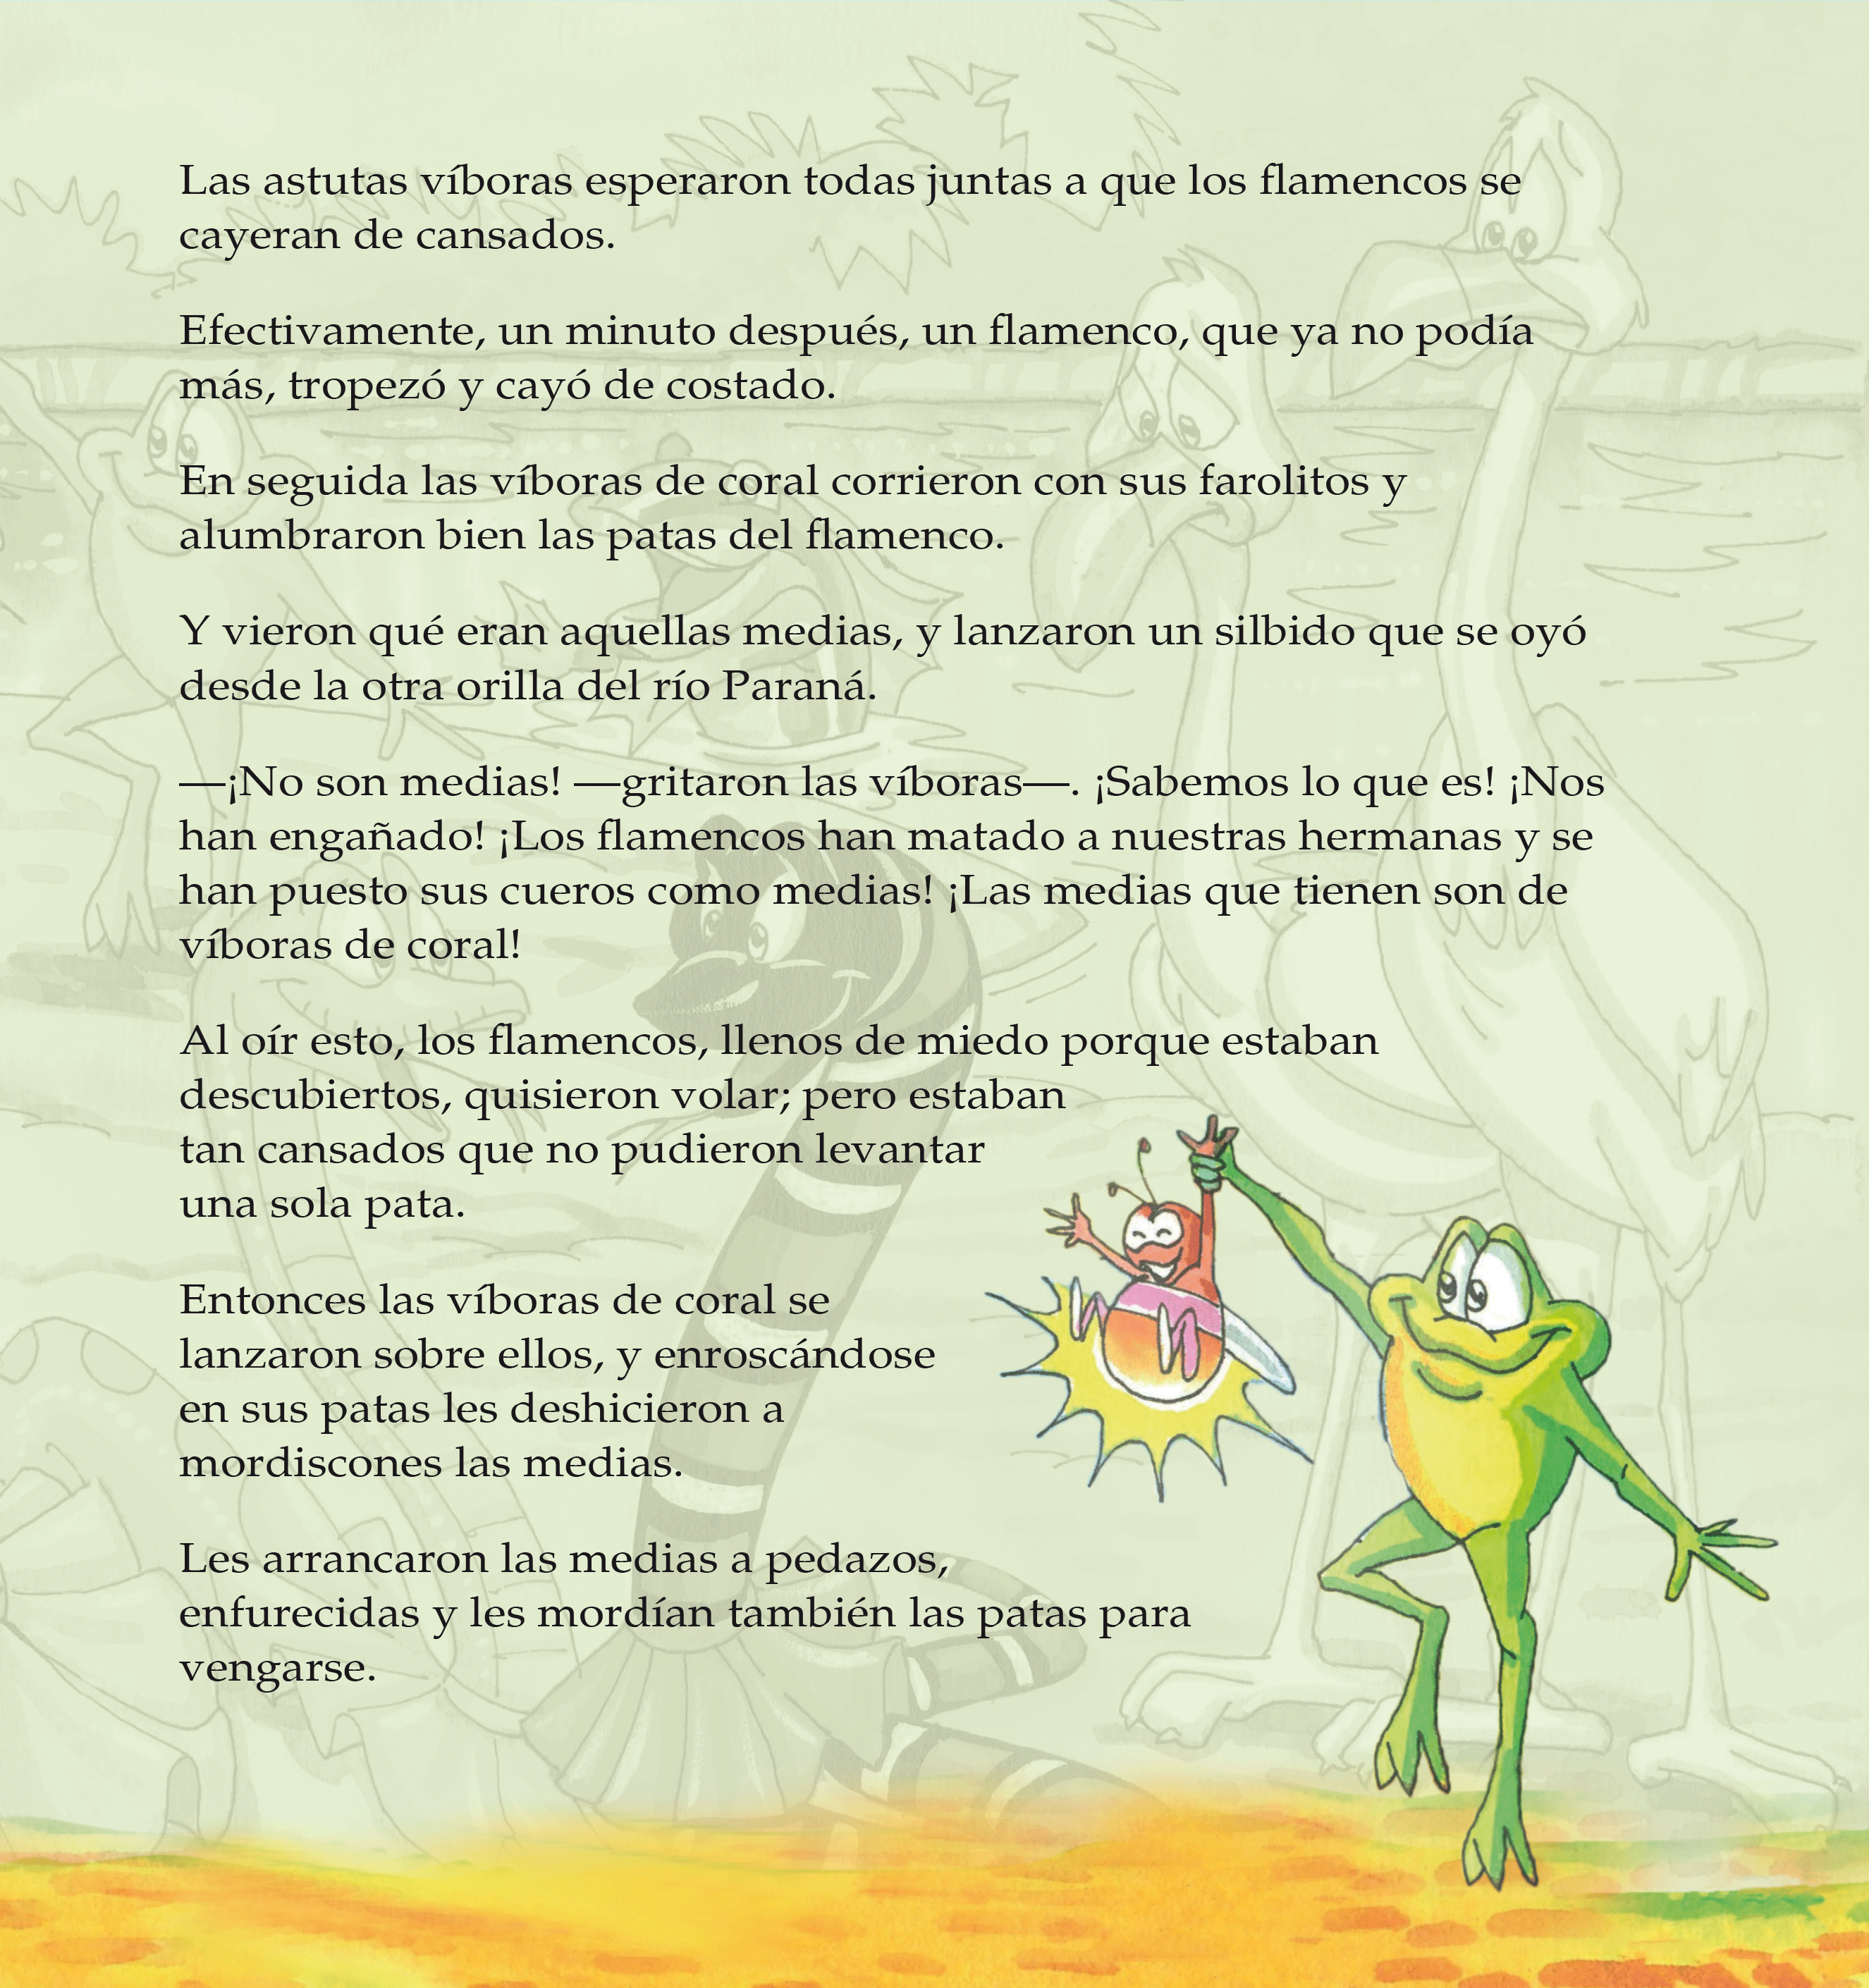 Las astutas víboras esperaron todas juntas a que los flamencos se
cayeran de cansados.
Efectivamente, un minuto después, un flamenco, que ya no podía
más, tropezó y cayó de costado.
En seguida las víboras de coral corrieron con sus farolitos y
alumbraron bien las patas del flamenco.
Y vieron qué eran aquellas medias, y lanzaron un silbido que se oyó
desde la otra orilla del río Paraná.
—¡No son medias! —gritaron las víboras—. ¡Sabemos lo que es! ¡Nos
han engañado! ¡Los flamencos han matado a nuestras hermanas y se
han puesto sus cueros como medias! ¡Las medias que tienen son de
víboras de coral!
Al oír esto, los flamencos, llenos de miedo porque estaban
descubiertos, quisieron volar; pero estaban
tan cansados que no pudieron levantar
una sola pata.
Entonces las víboras de coral se
lanzaron sobre ellos, y enroscándose
en sus patas les deshicieron a
mordiscones las medias.
Les arrancaron las medias a pedazos,
enfurecidas y les mordían también las patas para
vengarse.